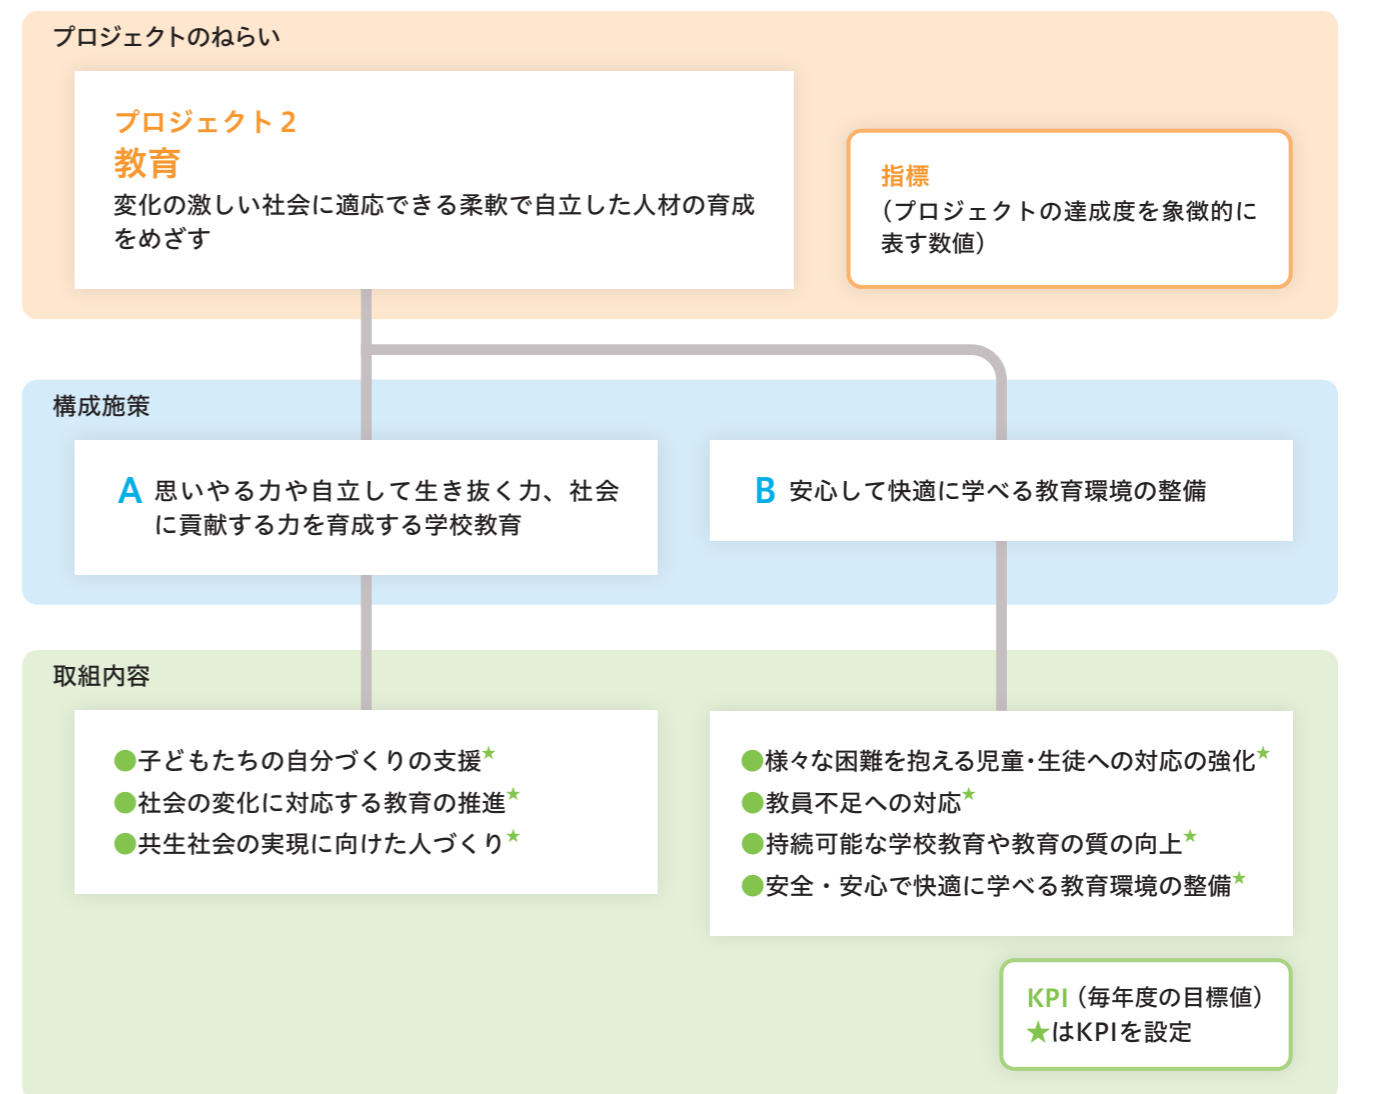 プロジェクトのねらい
プロジェクト 2
教育
変化の激しい社会に適応できる柔軟で自立した人材の育成
をめざす
指標
（プロジェクトの達成度を象徴的に
表す数値）
構成施策
A 思いやる力や自立して生き抜く力、社会
に貢献する力を育成する学校教育
B 安心して快適に学べる教育環境の整備
取組内容
●子どもたちの自分づくりの支援★
●社会の変化に対応する教育の推進★
●共生社会の実現に向けた人づくり★
●様々な困難を抱える児童・生徒への対応の強化★
●教員不足への対応★
●持続可能な学校教育や教育の質の向上★
●安全・安心で快適に学べる教育環境の整備★
KPI（毎年度の目標値）
★はKPIを設定